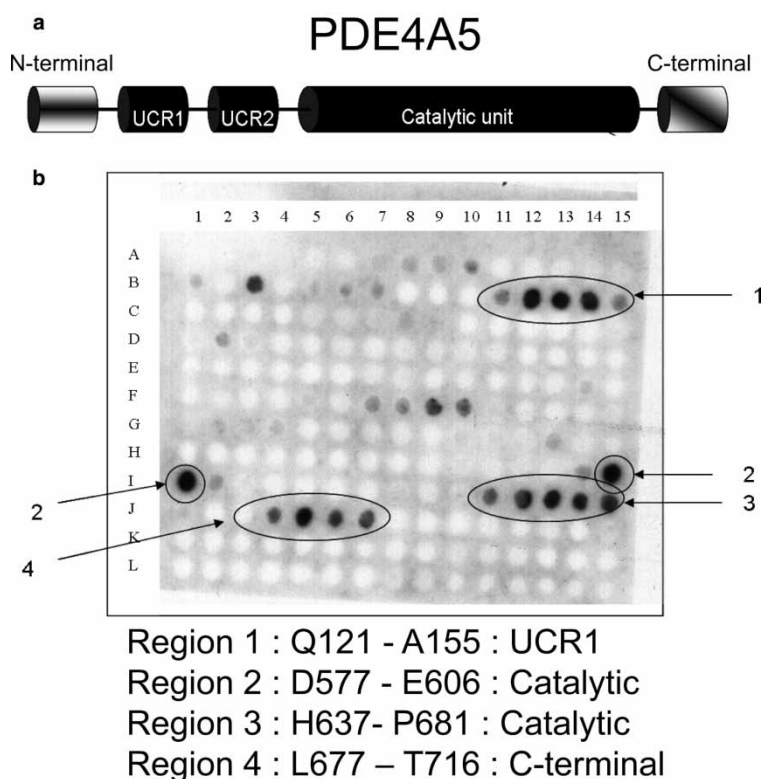 a
PDE4A5
N-terminal
C-terminal
UCR1
UCR2
Catalytic unit
b
1 2 3 4 5 6 7 8 9 10 11 12 13 14 15
A
B
1
C
D
E
F
G
H
I
2
2
3
J
K
4
L
Region 1 : Q121 - A155 : UCR1
Region 2 : D577 - E606 : Catalytic
Region 3 : H637- P681 : Catalytic
Region 4 : L677 – T716 : C-terminal